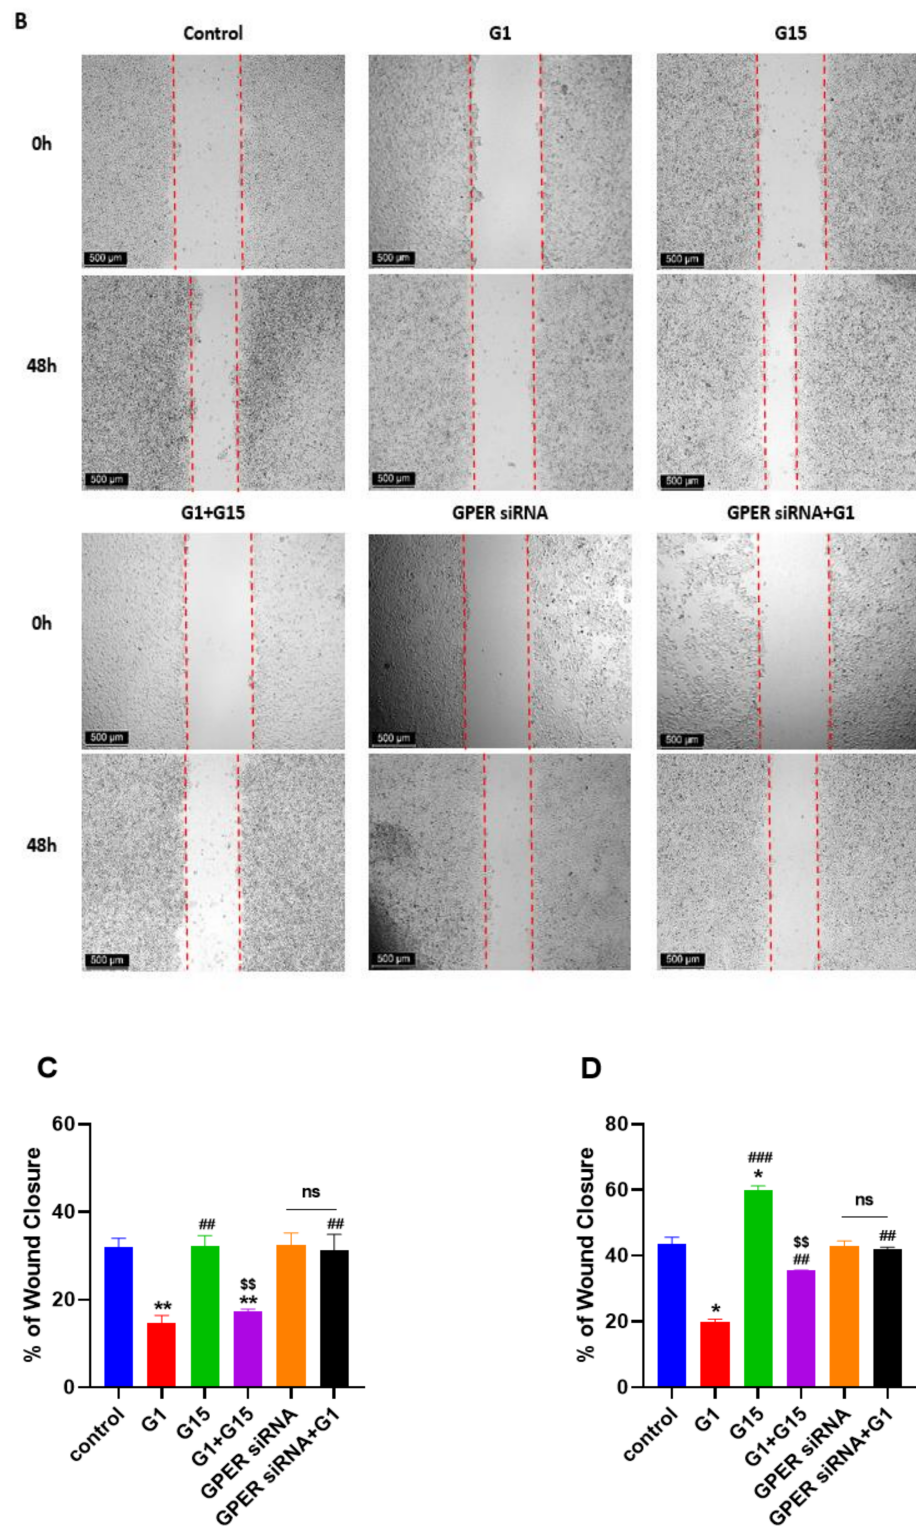 B
Control G1 G15
0h
500 µm 500 µm 500 µm
48h
500 µm 500 µm 500 µm
G1+G15 GPER siRNA GPER siRNA+G1
0h
500 µm 500 µm 500 µm
48h
500 µm 500 µm 500 µm
C
% of Wound Closure
60
40
20
0
**
##
$$
**
ns
##
control G1 G15 G1+G15 GPER siRNA GPER siRNA+G1
D
% of Wound Closure
80
60
40
20
0
*
###
*
$$
##
ns
##
control G1 G15 G1+G15 GPER siRNA GPER siRNA+G1